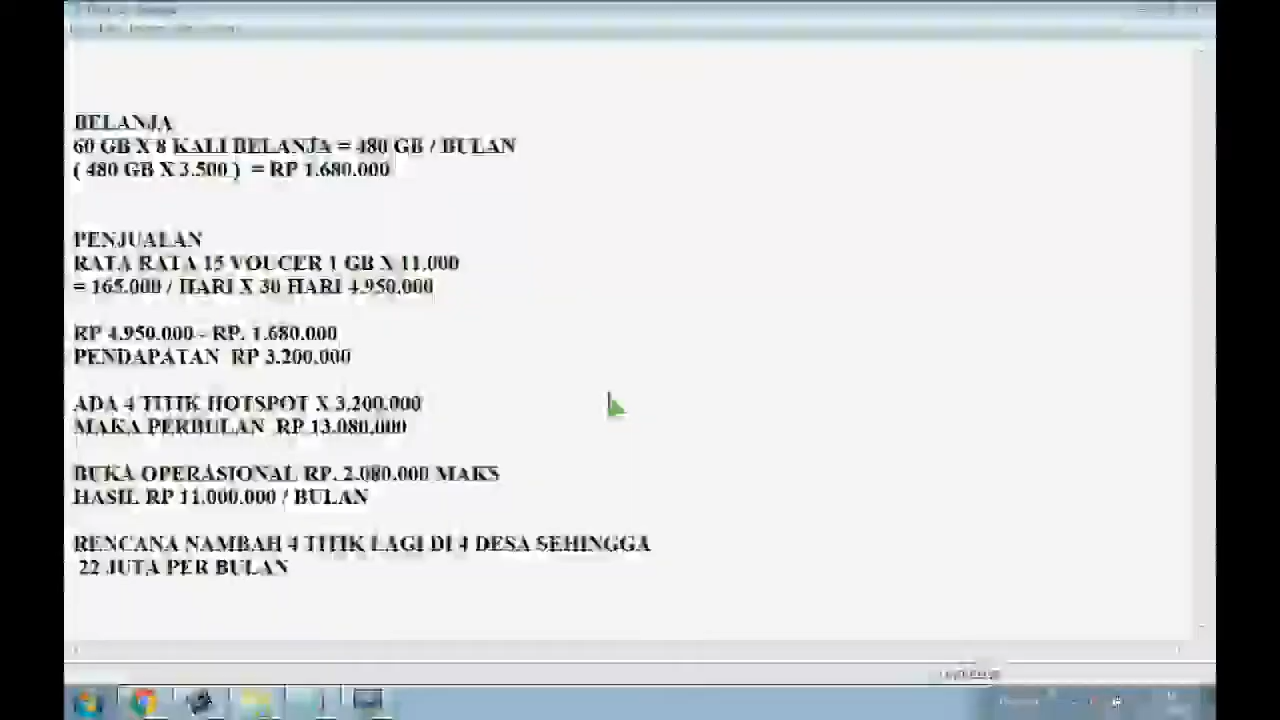 BELANJA
60 GB X 8 KALI BELANJA = 480 GB / BULAN
( 480 GB X 3.500 ) = RP 1.680.000
PENJUALAN
RATA RATA 15 VOUCER 1 GB X 11.000
= 165.000 / HARI X 30 HARI 4.950.000
RP 4.950.000 - RP. 1.680.000
PENDAPATAN RP 3.200.000
ADA 4 TITIK HOTSPOT X 3.200.000
MAKA PERBULAN RP 13.080.000
BUKA OPERASIONAL RP. 2.080.000 MAKS
HASIL RP 11.000.000 / BULAN
RENCANA NAMBAH 4 TITIK LAGI DI 4 DESA SEHINGGA
22 JUTA PER BULAN